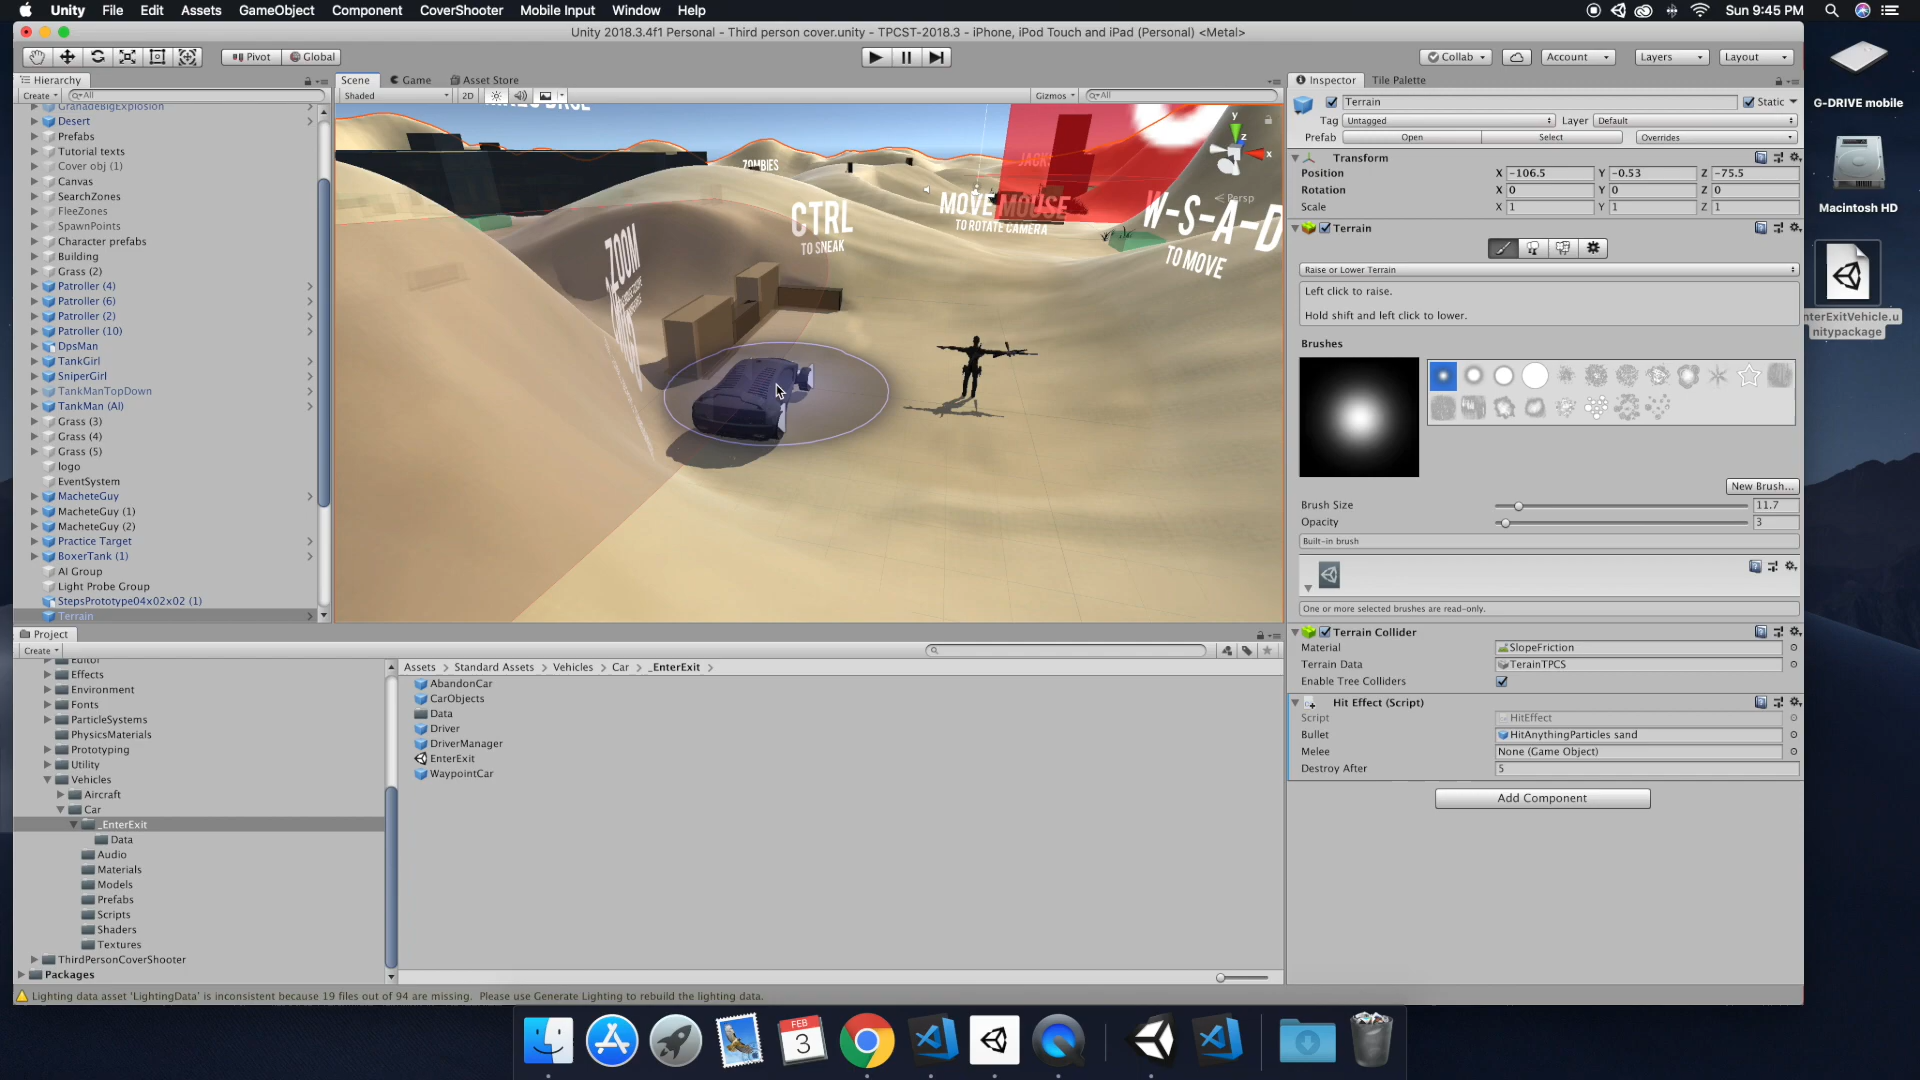 Unity File Edit Assets GameObject Component CoverShooter Mobile Input Window Help Sun 9:45 PM
Unity 2018.3.4f1 Personal - Third person cover.unity - TPCST-2018.3 - iPhone, iPod Touch and iPad (Personal) <Metal>
Pivot Global Collab Account Layers Layout
Hierarchy
Create All
GranadeBigExplosion
Desert
Prefabs
Tutorial texts
Cover obj (1)
Canvas
SearchZones
FleeZones
SpawnPoints
Character prefabs
Building
Grass (2)
Patroller (4)
Patroller (6)
Patroller (2)
Patroller (10)
DpsMan
TankGirl
SniperGirl
TankManTopDown
TankMan (AI)
Grass (3)
Grass (4)
Grass (5)
logo
EventSystem
MacheteGuy
MacheteGuy (1)
MacheteGuy (2)
Practice Target
BoxerTank (1)
AI Group
Light Probe Group
StepsPrototype04x02x02 (1)
Terrain
Scene Game Asset Store
Shaded 2D Gizmos All
ZOMBIES
CTRL
TO SNEAK
MOVE MOUSE
TO ROTATE CAMERA
W-S-A-D
TO MOVE
ZOOM
y
z
x
Persp
Inspector Tile Palette
Terrain Static
Tag Untagged Layer Default
Prefab Open Select Overrides
Transform
Position X -106.5 Y -0.53 Z -75.5
Rotation X 0 Y 0 Z 0
Scale X 1 Y 1 Z 1
Terrain
Raise or Lower Terrain
Left click to raise.
Hold shift and left click to lower.
Brushes
New Brush...
Brush Size 11.7
Opacity 3
Built-in brush
One or more selected brushes are read-only.
Terrain Collider
Material SlopeFriction
Terrain Data TerainTPCS
Enable Tree Colliders
Hit Effect (Script)
Script HitEffect
Bullet HitAnythingParticles sand
Melee None (Game Object)
Destroy After 5
Add Component
Project
Create
Editor
Effects
Environment
Fonts
ParticleSystems
PhysicsMaterials
Prototyping
Utility
Vehicles
Aircraft
Car
_EnterExit
Data
Audio
Materials
Models
Prefabs
Scripts
Shaders
Textures
ThirdPersonCoverShooter
Packages
Assets > Standard Assets > Vehicles > Car > _EnterExit >
AbandonCar
CarObjects
Data
Driver
DriverManager
EnterExit
WaypointCar
Lighting data asset 'LightingData' is inconsistent because 19 files out of 94 are missing. Please use Generate Lighting to rebuild the lighting data.
G-DRIVE mobile
Macintosh HD
nterExitVehicle.u
nitypackage
FEB
3